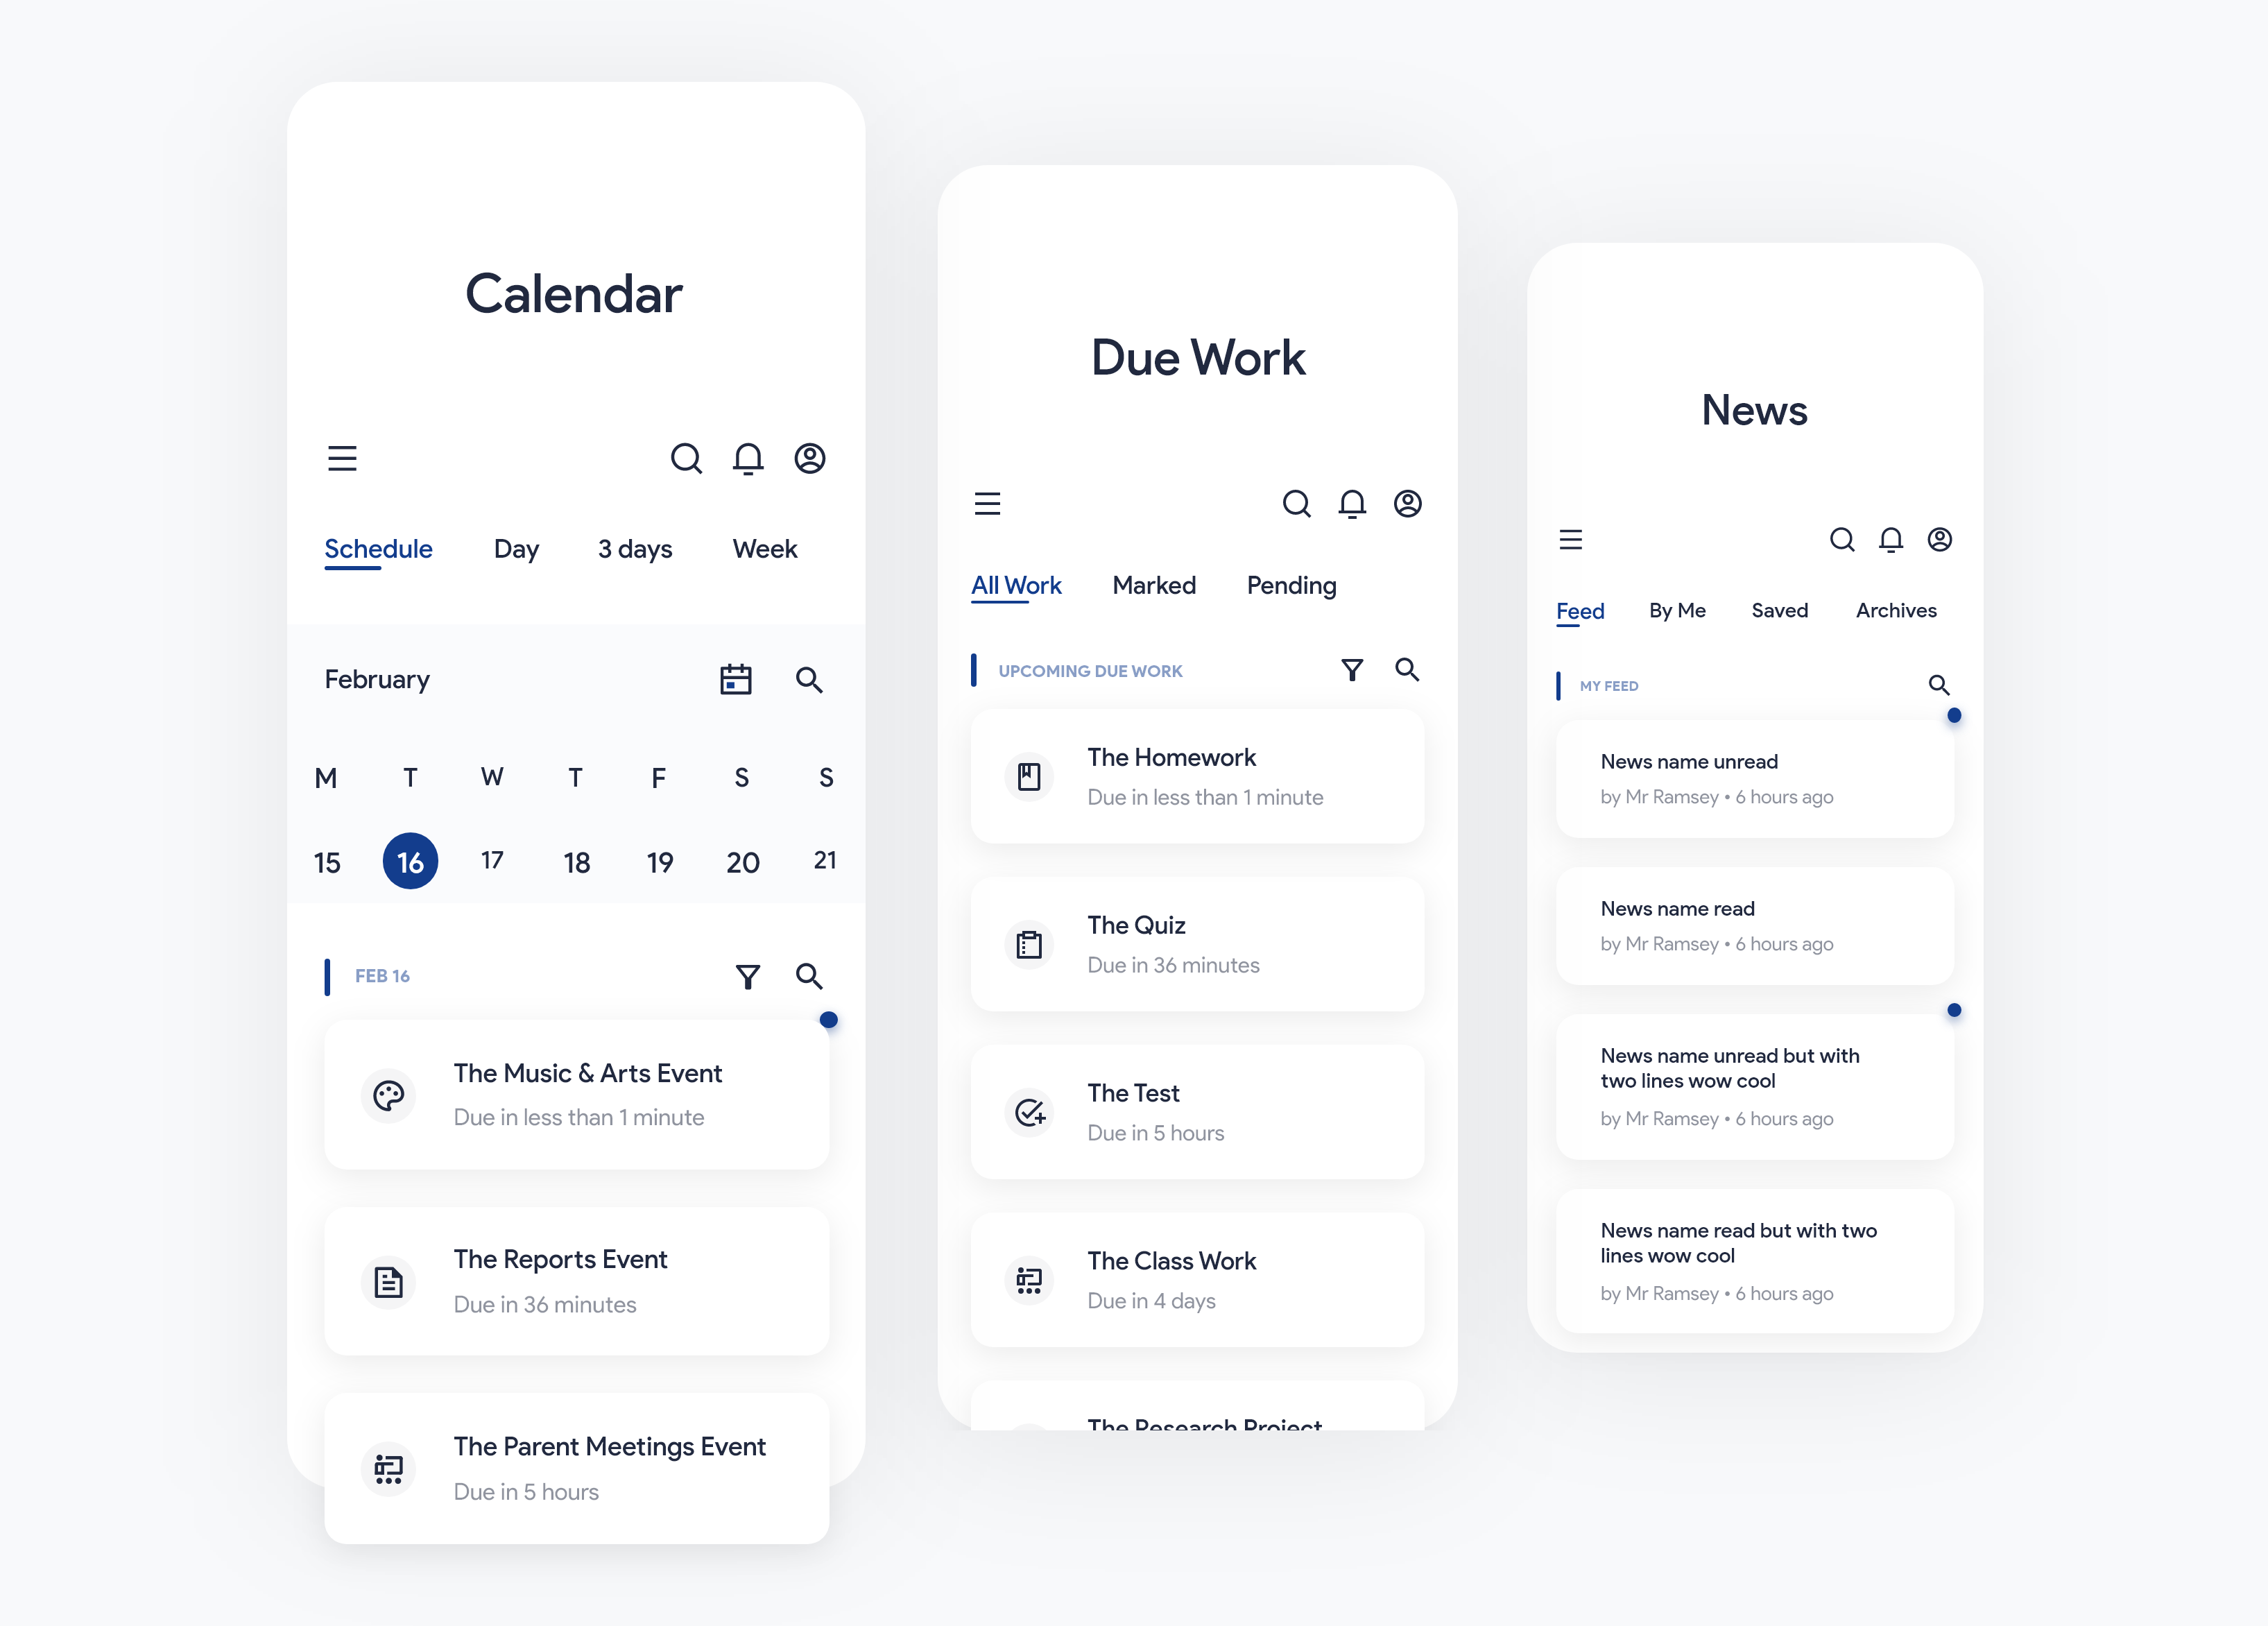 Calendar
Schedule Day 3 days Week
February
M T W T F S S
15 16 17 18 19 20 21
FEB 16
The Music & Arts Event
Due in less than 1 minute
The Reports Event
Due in 36 minutes
The Parent Meetings Event
Due in 5 hours
Due Work
All Work Marked Pending
UPCOMING DUE WORK
The Homework
Due in less than 1 minute
The Quiz
Due in 36 minutes
The Test
Due in 5 hours
The Class Work
Due in 4 days
The Research Project
News
Feed By Me Saved Archives
MY FEED
News name unread
by Mr Ramsey • 6 hours ago
News name read
by Mr Ramsey • 6 hours ago
News name unread but with
two lines wow cool
by Mr Ramsey • 6 hours ago
News name read but with two
lines wow cool
by Mr Ramsey • 6 hours ago